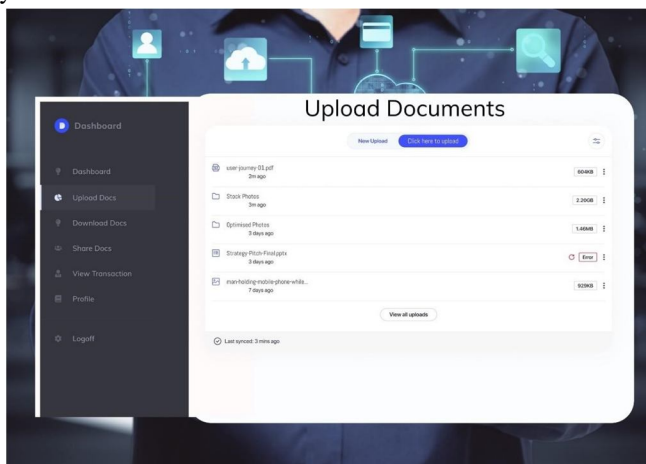 y
Upload Documents
D Dashboard
New Upload Click here to upload
Dashboard
Upload Docs
Download Docs
Share Docs
View Transaction
Profile
Logoff
user journey-01.pdf
2m ago
604KB
Stock Photos
3m ago
2.20GB
Optimised Photos
3 days ago
1.46MB
Strategy-Pitch-Final.pptx
3 days ago
Error
man-holding-mobile-phone-while...
7 days ago
929KB
View all uploads
Last synced: 3 mins ago